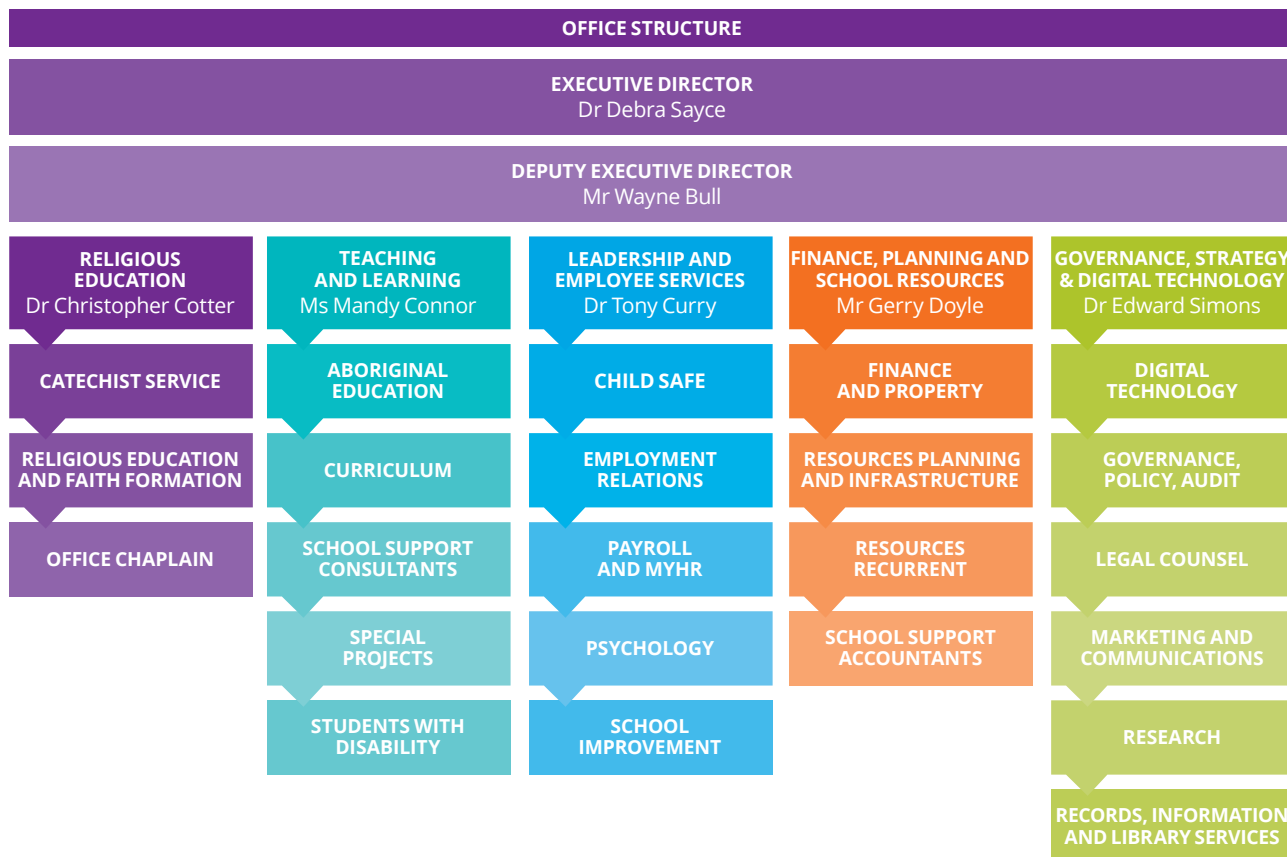 OFFICE STRUCTURE
EXECUTIVE DIRECTOR
Dr Debra Sayce
DEPUTY EXECUTIVE DIRECTOR
Mr Wayne Bull
RELIGIOUS
EDUCATION
Dr Christopher Cotter
CATECHIST SERVICE
RELIGIOUS EDUCATION
AND FAITH FORMATION
OFFICE CHAPLAIN
TEACHING
AND LEARNING
Ms Mandy Connor
ABORIGINAL
EDUCATION
CURRICULUM
SCHOOL SUPPORT
CONSULTANTS
SPECIAL
PROJECTS
STUDENTS WITH
DISABILITY
LEADERSHIP AND
EMPLOYEE SERVICES
Dr Tony Curry
CHILD SAFE
EMPLOYMENT
RELATIONS
PAYROLL
AND MYHR
PSYCHOLOGY
SCHOOL
IMPROVEMENT
FINANCE, PLANNING AND
SCHOOL RESOURCES
Mr Gerry Doyle
FINANCE
AND PROPERTY
RESOURCES PLANNING
AND INFRASTRUCTURE
RESOURCES
RECURRENT
SCHOOL SUPPORT
ACCOUNTANTS
GOVERNANCE, STRATEGY
& DIGITAL TECHNOLOGY
Dr Edward Simons
DIGITAL
TECHNOLOGY
GOVERNANCE,
POLICY, AUDIT
LEGAL COUNSEL
MARKETING AND
COMMUNICATIONS
RESEARCH
RECORDS, INFORMATION
AND LIBRARY SERVICES